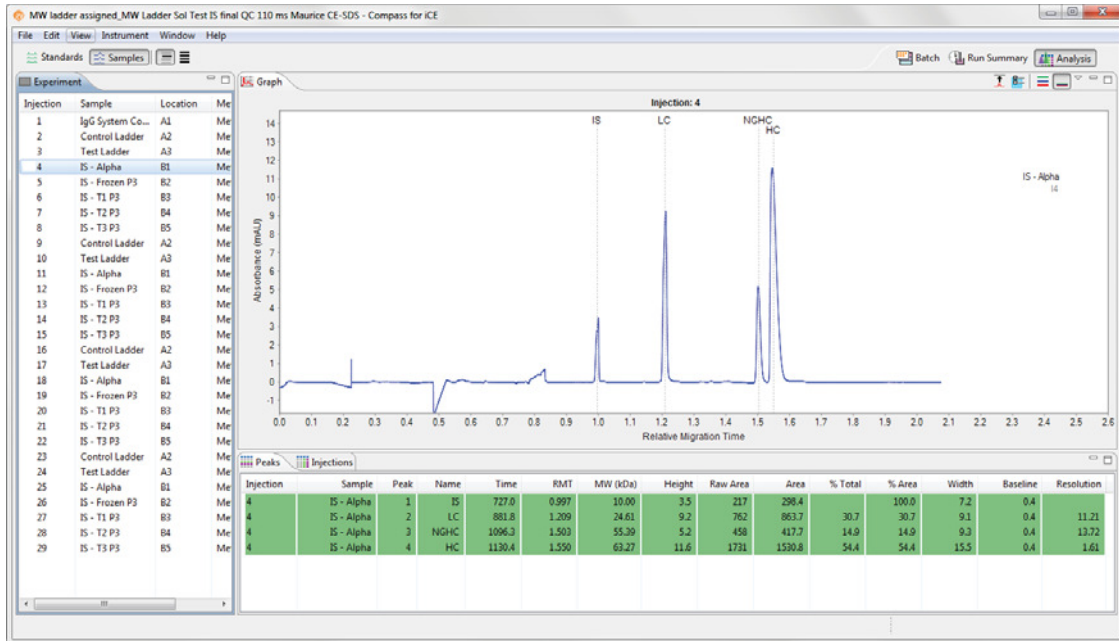 MW ladder assigned_MW Ladder Sol Test IS final QC 110 ms Maurice CE-SDS - Compass for iCE
File Edit View Instrument Window Help
Standards Samples
Batch Run Summary Analysis
Experiment
Injection Sample Location Me
1 IgG System Co... A1 Me
2 Control Ladder A2 Me
3 Test Ladder A3 Me
4 IS - Alpha B1 Me
5 IS - Frozen P3 B2 Me
6 IS - T1 P3 B3 Me
7 IS - T2 P3 B4 Me
8 IS - T3 P3 B5 Me
9 Control Ladder A2 Me
10 Test Ladder A3 Me
11 IS - Alpha B1 Me
12 IS - Frozen P3 B2 Me
13 IS - T1 P3 B3 Me
14 IS - T2 P3 B4 Me
15 IS - T3 P3 B5 Me
16 Control Ladder A2 Me
17 Test Ladder A3 Me
18 IS - Alpha B1 Me
19 IS - Frozen P3 B2 Me
20 IS - T1 P3 B3 Me
21 IS - T2 P3 B4 Me
22 IS - T3 P3 B5 Me
23 Control Ladder A2 Me
24 Test Ladder A3 Me
25 IS - Alpha B1 Me
26 IS - Frozen P3 B2 Me
27 IS - T1 P3 B3 Me
28 IS - T2 P3 B4 Me
29 IS - T3 P3 B5 Me
Graph
Injection: 4
IS LC NGHC
HC
IS - Alpha
I4
Absorbance (mAU)
14
13
12
11
10
9
8
7
6
5
4
3
2
1
0
-1
0.0 0.1 0.2 0.3 0.4 0.5 0.6 0.7 0.8 0.9 1.0 1.1 1.2 1.3 1.4 1.5 1.6 1.7 1.8 1.9 2.0 2.1 2.2 2.3 2.4 2.5 2.6
Relative Migration Time
Peaks Injections
Injection Sample Peak Name Time RMT MW (kDa) Height Raw Area Area % Total % Area Width Baseline Resolution
4 IS - Alpha 1 IS 727.0 0.997 10.00 3.5 217 298.4 100.0 7.2 0.4
4 IS - Alpha 2 LC 881.8 1.209 24.61 9.2 762 863.7 30.7 30.7 9.1 0.4 11.21
4 IS - Alpha 3 NGHC 1096.3 1.503 55.39 5.2 458 417.7 14.9 14.9 9.3 0.4 13.72
4 IS - Alpha 4 HC 1130.4 1.550 63.27 11.6 1731 1530.8 54.4 54.4 15.5 0.4 1.61